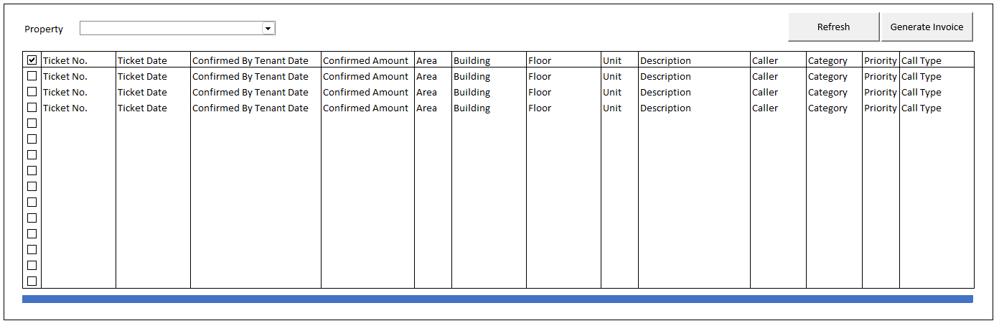 Property Refresh Generate Invoice
Ticket No. Ticket Date Confirmed By Tenant Date Confirmed Amount Area Building Floor Unit Description Caller Category Priority Call Type
Ticket No. Ticket Date Confirmed By Tenant Date Confirmed Amount Area Building Floor Unit Description Caller Category Priority Call Type
Ticket No. Ticket Date Confirmed By Tenant Date Confirmed Amount Area Building Floor Unit Description Caller Category Priority Call Type
Ticket No. Ticket Date Confirmed By Tenant Date Confirmed Amount Area Building Floor Unit Description Caller Category Priority Call Type